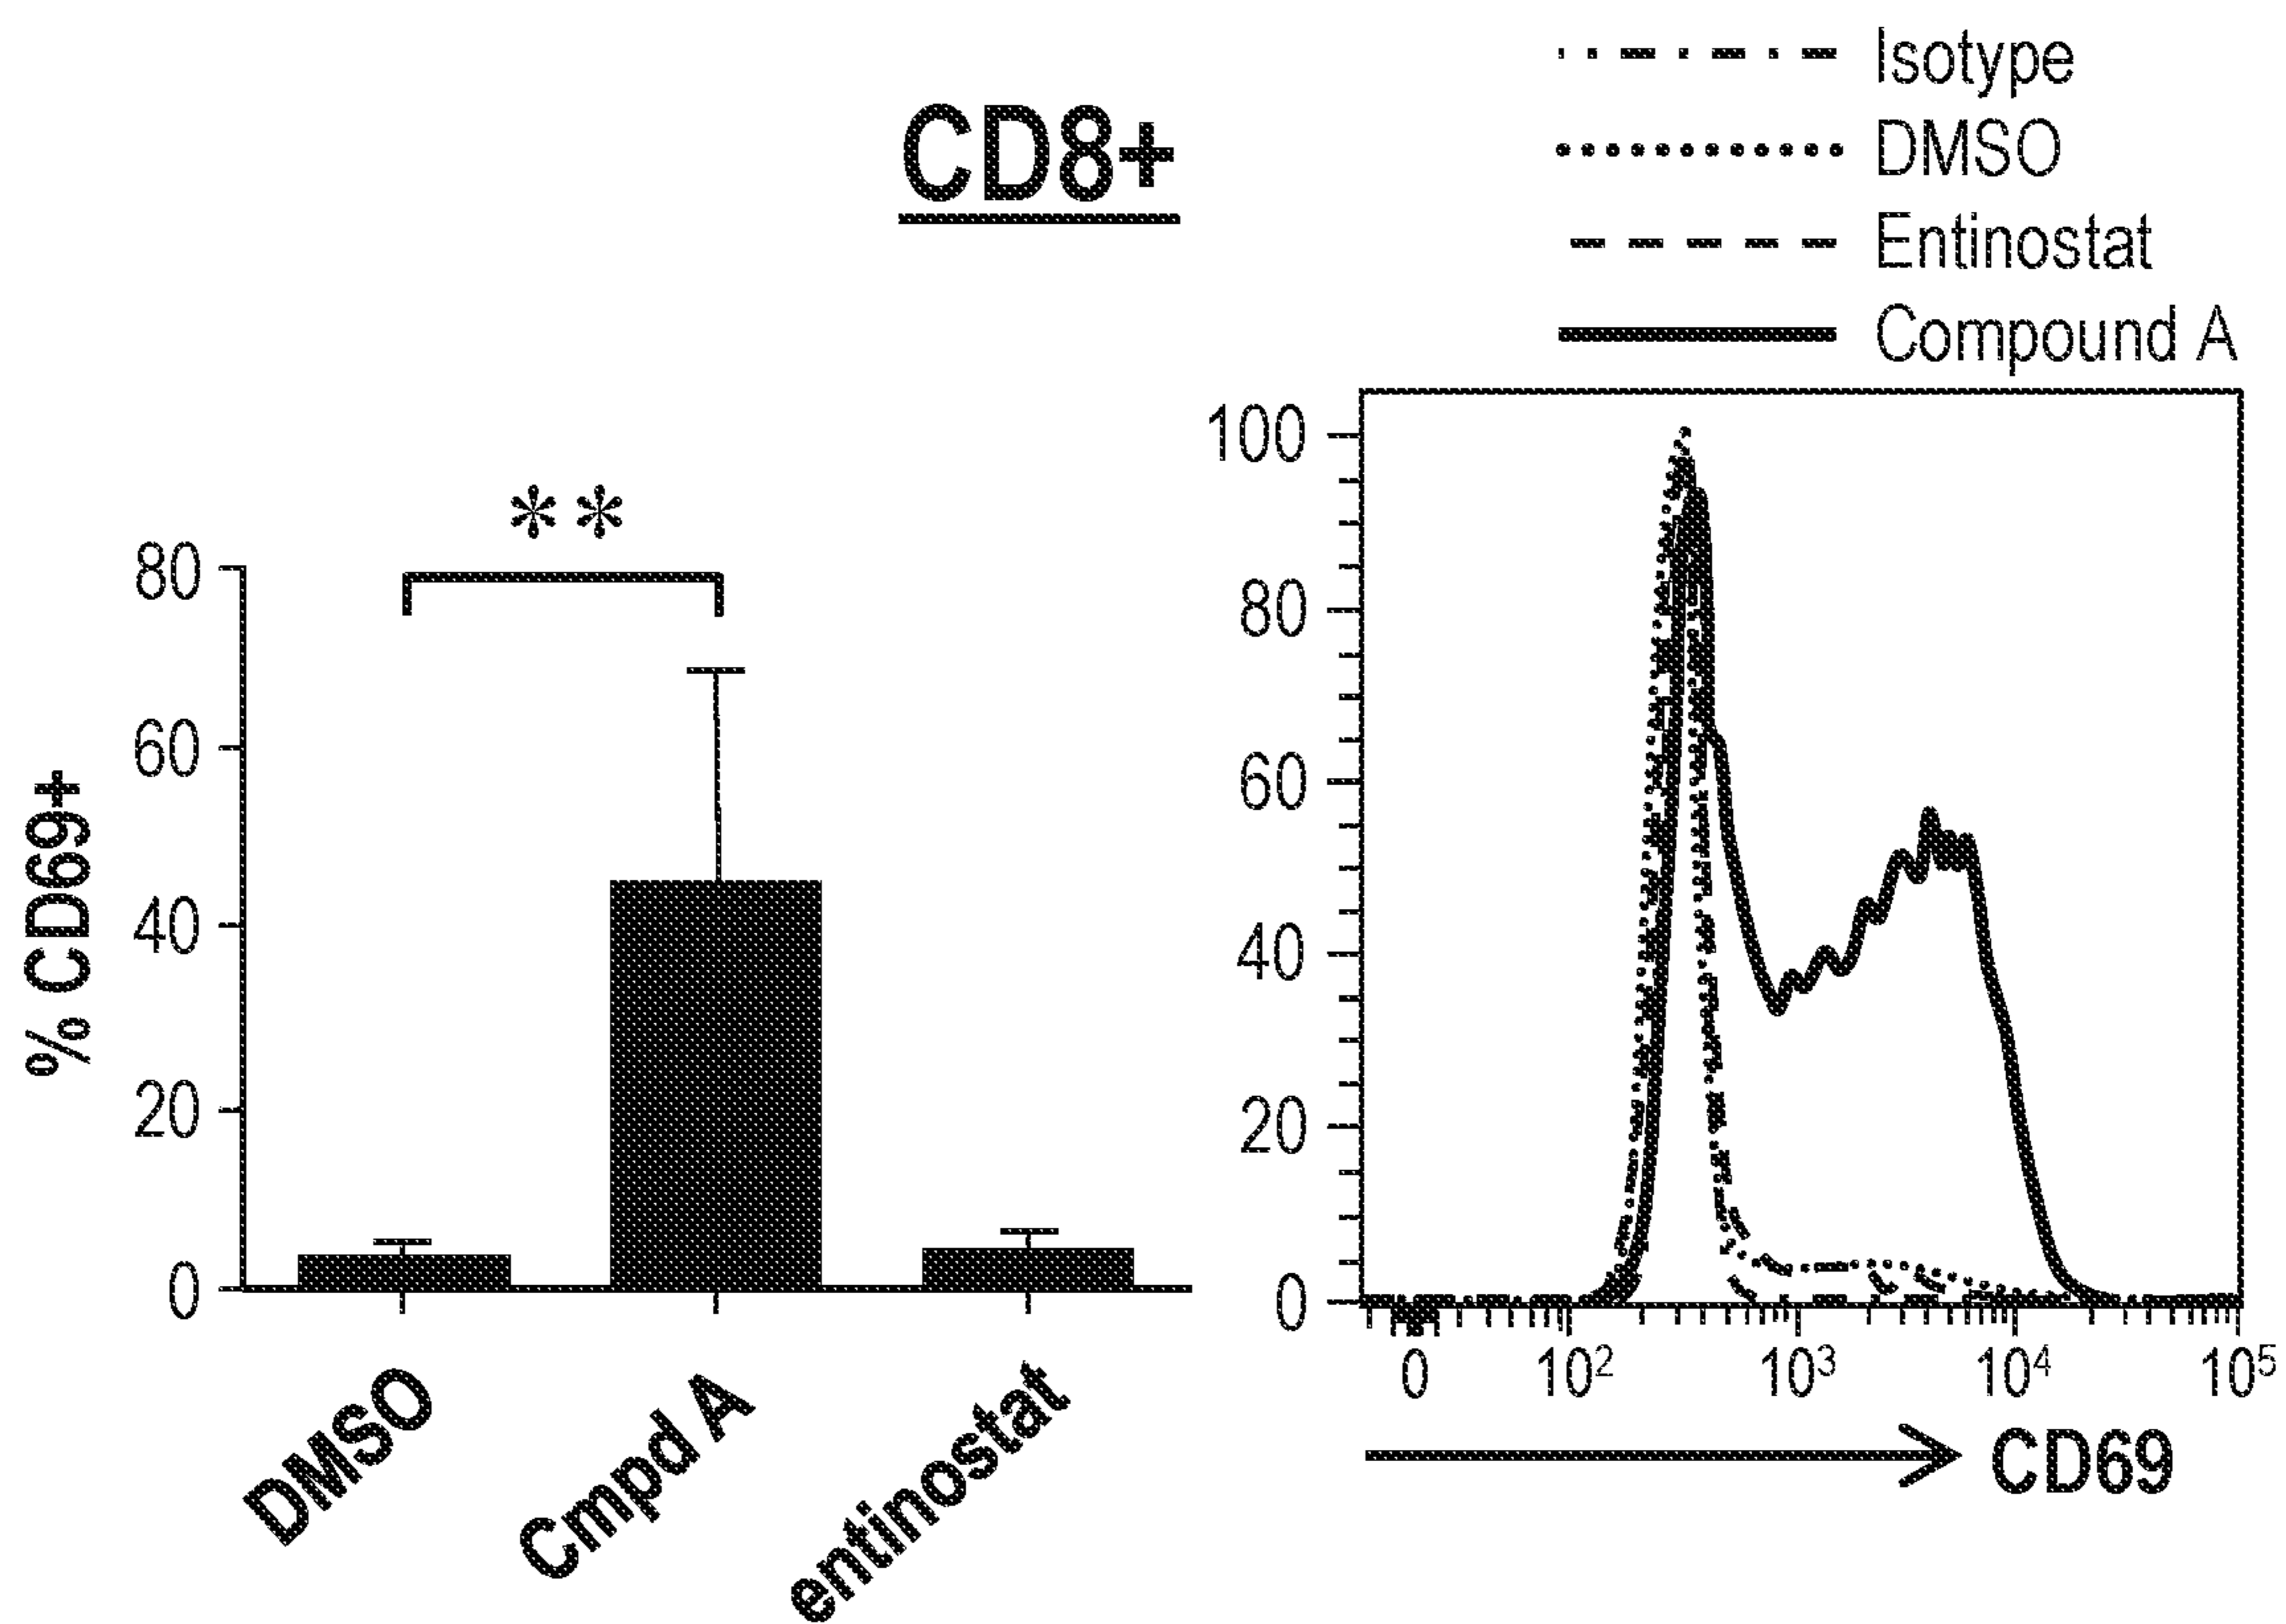 CD8+
Isotype
DMSO
Entinostat
Compound A
**
% CD69+
80
60
40
20
0
DMSO
Cmpd A
entinostat
100
80
60
40
20
0
0 10² 10³ 10⁴ 10⁵
CD69